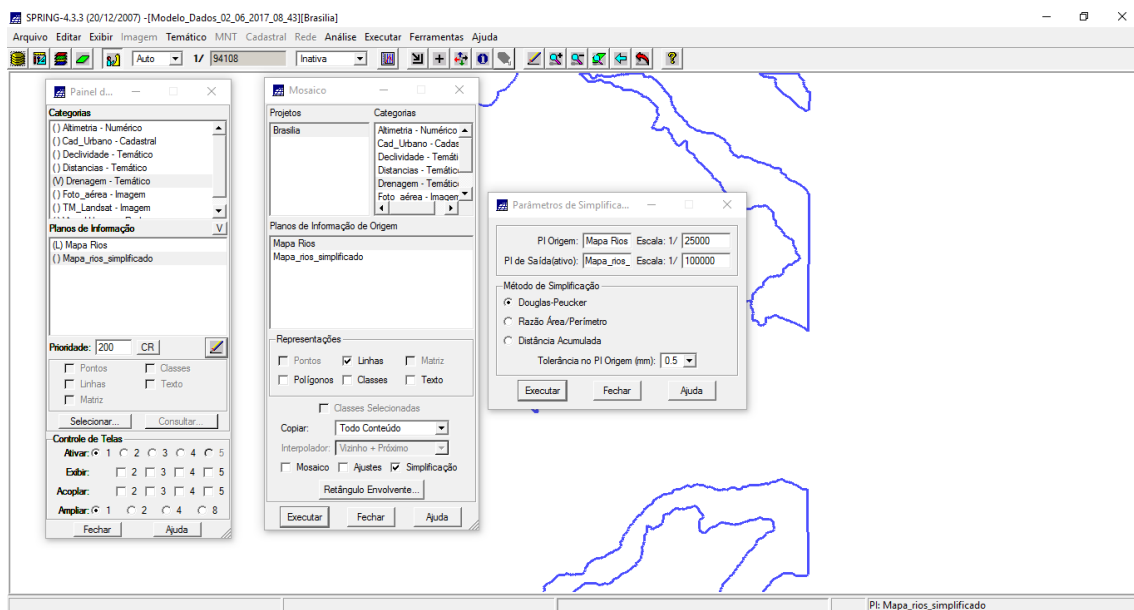 SPRING-4.3.3 (20/12/2007) -[Modelo_Dados_02_06_2017_08_43][Brasilia]
Arquivo Editar Exibir Imagem Temático MNT Cadastral Rede Análise Executar Ferramentas Ajuda
Auto 1/ 94108 Inativa
Painel d...
Categorias
( ) Altimetria - Numérico
( ) Cad_Urbano - Cadastral
( ) Declividade - Temático
( ) Distancias - Temático
(V) Drenagem - Temático
( ) Foto_aérea - Imagem
( ) TM_Landsat - Imagem
Planos de Informação V
(L) Mapa Rios
( ) Mapa_rios_simplificado
Prioridade: 200 CR
Pontos Classes
Linhas Texto
Matriz
Selecionar... Consultar...
Controle de Telas
Ativar: 1 2 3 4 5
Exibir: 2 3 4 5
Acoplar: 2 3 4 5
Ampliar: 1 2 4 8
Fechar Ajuda
Mosaico
Projetos Categorias
Brasilia
Altimetria - Numérico
Cad_Urbano - Cadas
Declividade - Temáti
Distancias - Temátic
Drenagem - Temátic
Foto_aérea - Imagem
Planos de Informação de Origem
Mapa Rios
Mapa_rios_simplificado
Representações
Pontos Linhas Matriz
Polígonos Classes Texto
Classes Selecionadas
Copiar: Todo Conteúdo
Interpolador: Vizinho + Próximo
Mosaico Ajustes Simplificação
Retângulo Envolvente...
Executar Fechar Ajuda
Parâmetros de Simplifica...
PI Origem: Mapa Rios Escala: 1/ 25000
PI de Saída(ativo): Mapa_rios_ Escala: 1/ 100000
Método de Simplificação
Douglas-Peucker
Razão Área/Perímetro
Distância Acumulada
Tolerância no PI Origem (mm): 0.5
Executar Fechar Ajuda
PI: Mapa_rios_simplificado